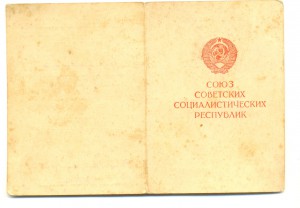 СОЮЗ
СОВЕТСКИХ
СОЦИАЛИСТИЧЕСКИХ
РЕСПУБЛИК